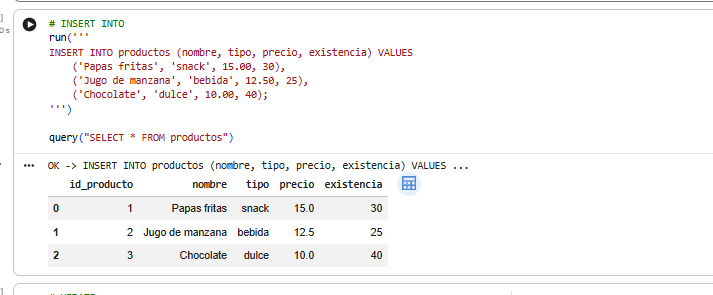 # INSERT INTO
run('''
INSERT INTO productos (nombre, tipo, precio, existencia) VALUES
('Papas fritas', 'snack', 15.00, 30),
('Jugo de manzana', 'bebida', 12.50, 25),
('Chocolate', 'dulce', 10.00, 40);
''')
query("SELECT * FROM productos")
OK -> INSERT INTO productos (nombre, tipo, precio, existencia) VALUES ...
id_producto nombre tipo precio existencia
0 1 Papas fritas snack 15.0 30
1 2 Jugo de manzana bebida 12.5 25
2 3 Chocolate dulce 10.0 40